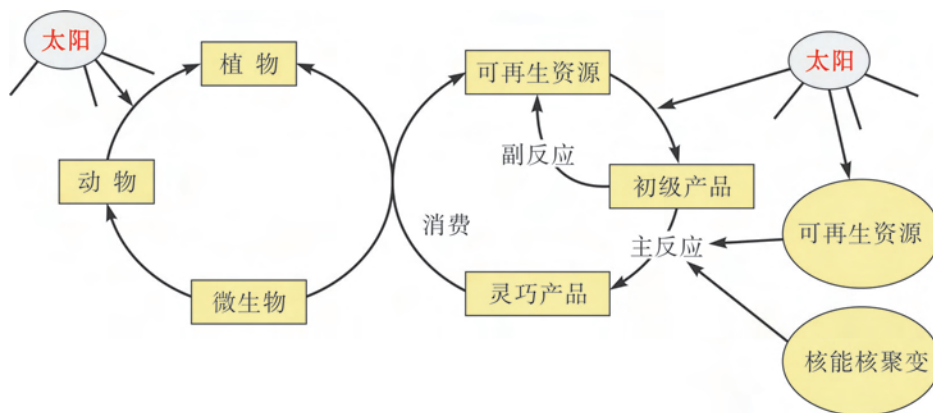 太阳
植物
可再生资源
太阳
副反应
动物
初级产品
消费
主反应
可再生资源
微生物
灵巧产品
核能核聚变